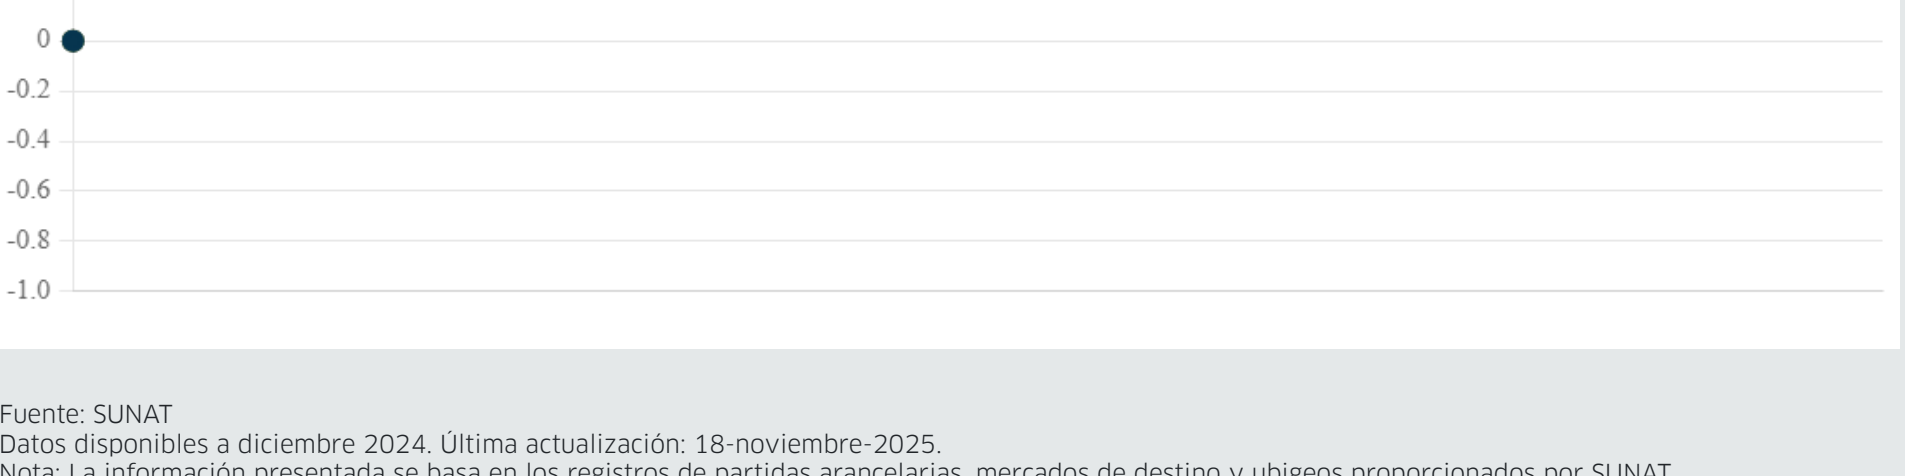 0
-0.2
-0.4
-0.6
-0.8
-1.0
Fuente: SUNAT
Datos disponibles a diciembre 2024. Última actualización: 18-noviembre-2025.
Nota: La información presentada se basa en los registros de partidas arancelarias, mercados de destino y ubigeos proporcionados por SUNAT